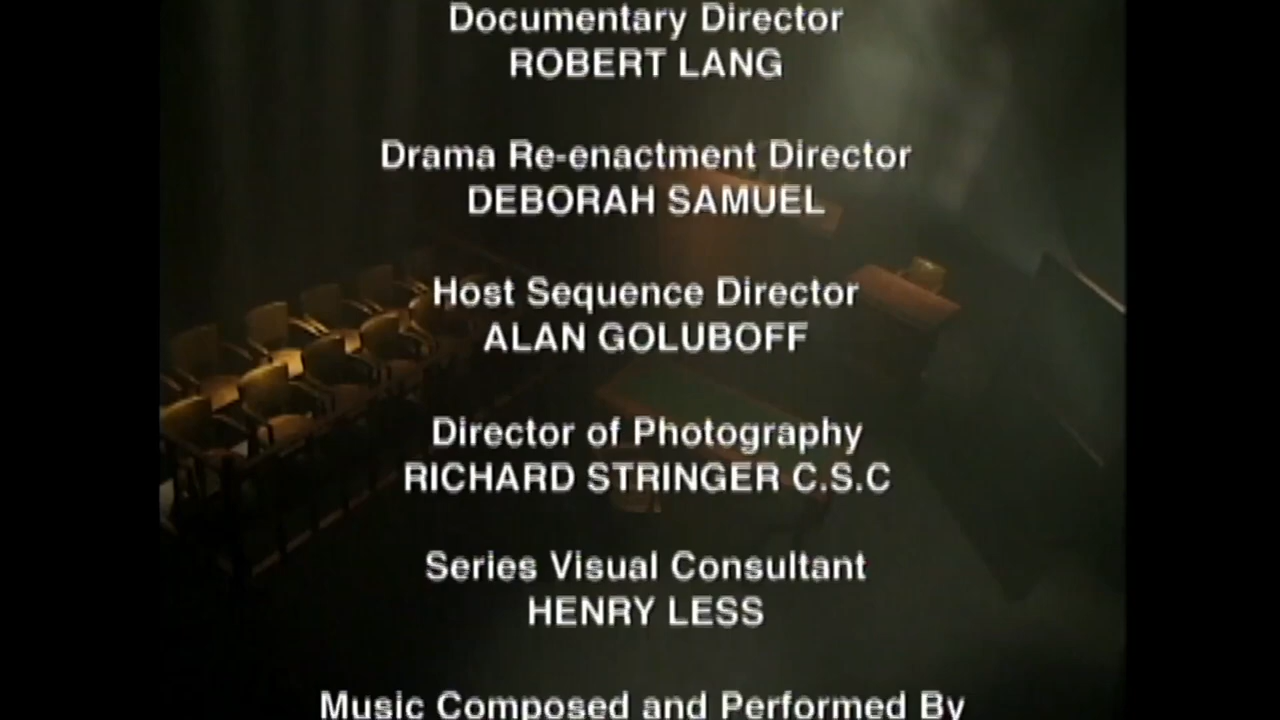 Documentary Director
ROBERT LANG
Drama Re-enactment Director
DEBORAH SAMUEL
Host Sequence Director
ALAN GOLUBOFF
Director of Photography
RICHARD STRINGER C.S.C
Series Visual Consultant
HENRY LESS
Music Composed and Performed By